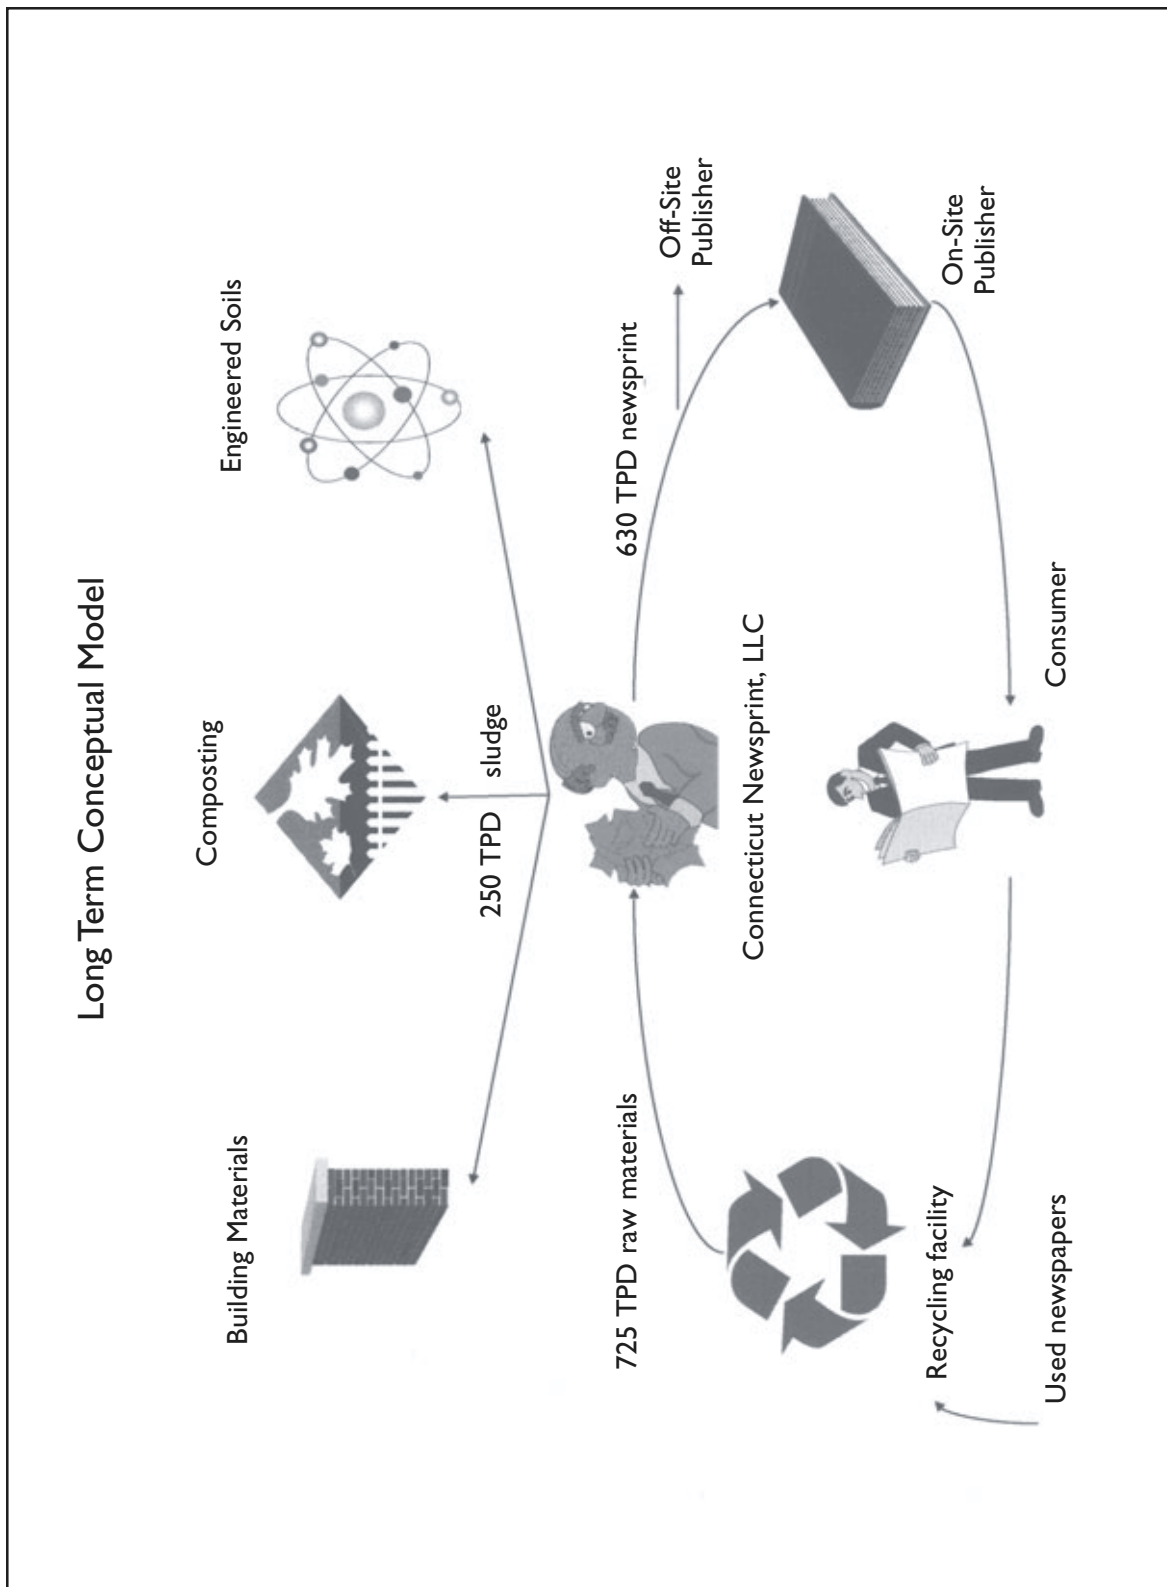 Long Term Conceptual Model
Building Materials
Composting
Engineered Soils
250 TPD sludge
725 TPD raw materials
630 TPD newsprint
Off-Site
Publisher
Connecticut Newsprint, LLC
On-Site
Publisher
Recycling facility
Used newspapers
Consumer